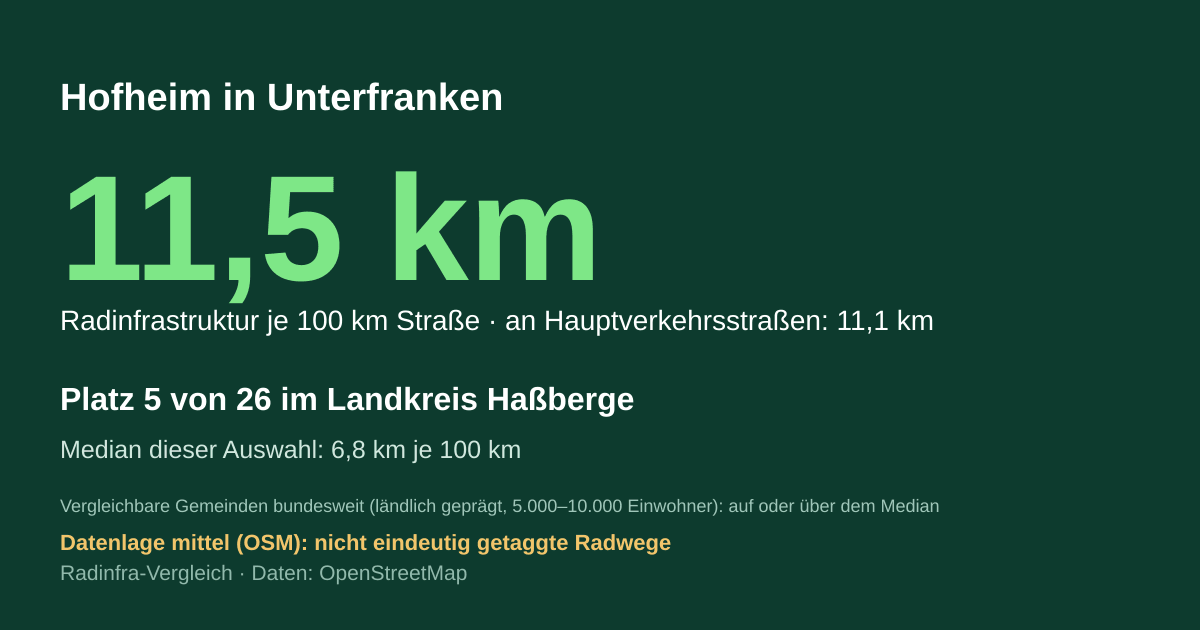 Hofheim in Unterfranken
11,5 km
Radinfrastruktur je 100 km Straße · an Hauptverkehrsstraßen: 11,1 km
Platz 5 von 26 im Landkreis Haßberge
Median dieser Auswahl: 6,8 km je 100 km
Vergleichbare Gemeinden bundesweit (ländlich geprägt, 5.000–10.000 Einwohner): auf oder über dem Median
Datenlage mittel (OSM): nicht eindeutig getaggte Radwege
Radinfra-Vergleich · Daten: OpenStreetMap